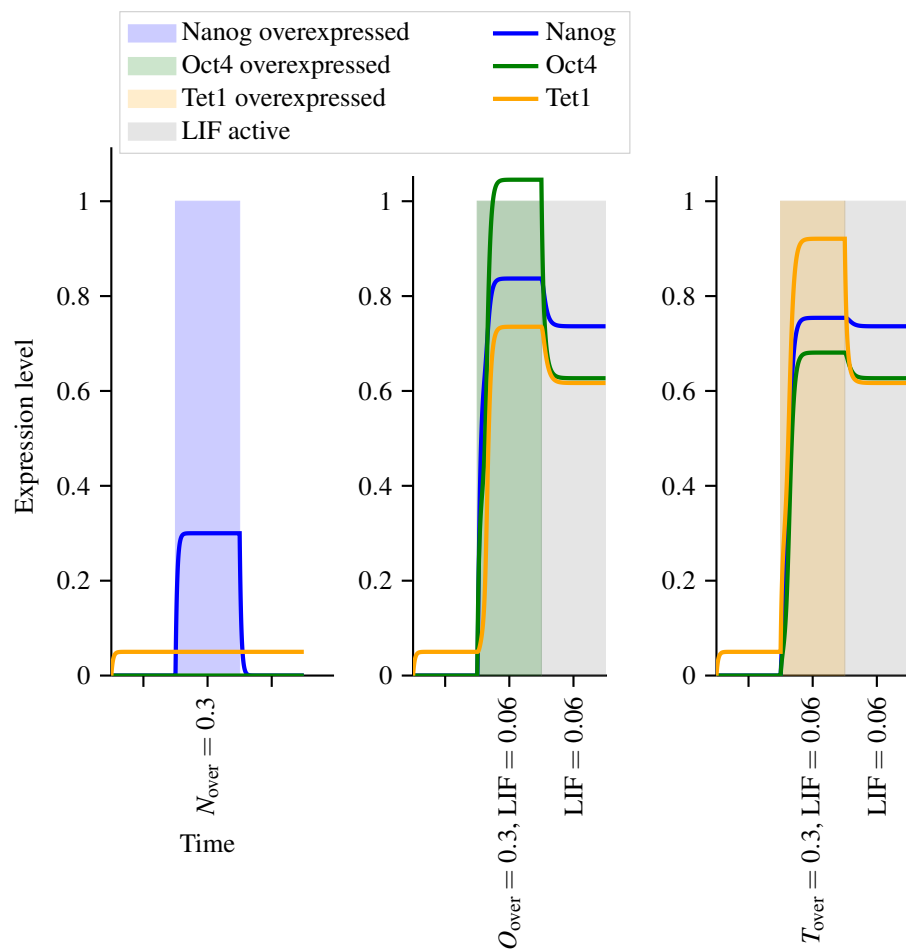 Nanog overexpressed
Oct4 overexpressed
Tet1 overexpressed
LIF active
Nanog
Oct4
Tet1
Expression level
1
0.8
0.6
0.4
0.2
0
N_over = 0.3
Time
1
0.8
0.6
0.4
0.2
0
O_over = 0.3, LIF = 0.06
LIF = 0.06
1
0.8
0.6
0.4
0.2
0
T_over = 0.3, LIF = 0.06
LIF = 0.06